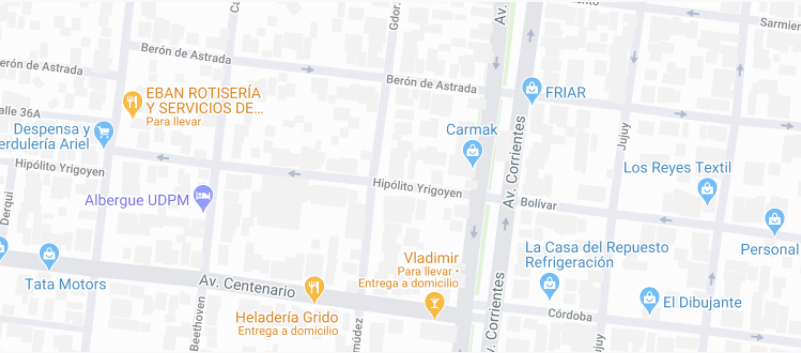 Av.
Gdor.
Sarmien
Berón de Astrada
erón de Astrada
Berón de Astrada
EBAN ROTISERÍA
Y SERVICIOS DE...
Para llevar
FRIAR
alle 36A
Despensa y
erdulería Ariel
Carmak
Av. Corrientes
Jujuy
Hipólito Yrigoyen
Los Reyes Textil
Hipólito Yrigoyen
Albergue UDPM
Bolívar
Derqui
Personal
La Casa del Repuesto
Refrigeración
Vladimir
Para llevar •
Entrega a domicilio
Tata Motors
Av. Centenario
El Dibujante
Heladería Grido
Entrega a domicilio
Córdoba
Beethoven
múdez
v. Corrientes
ujuy